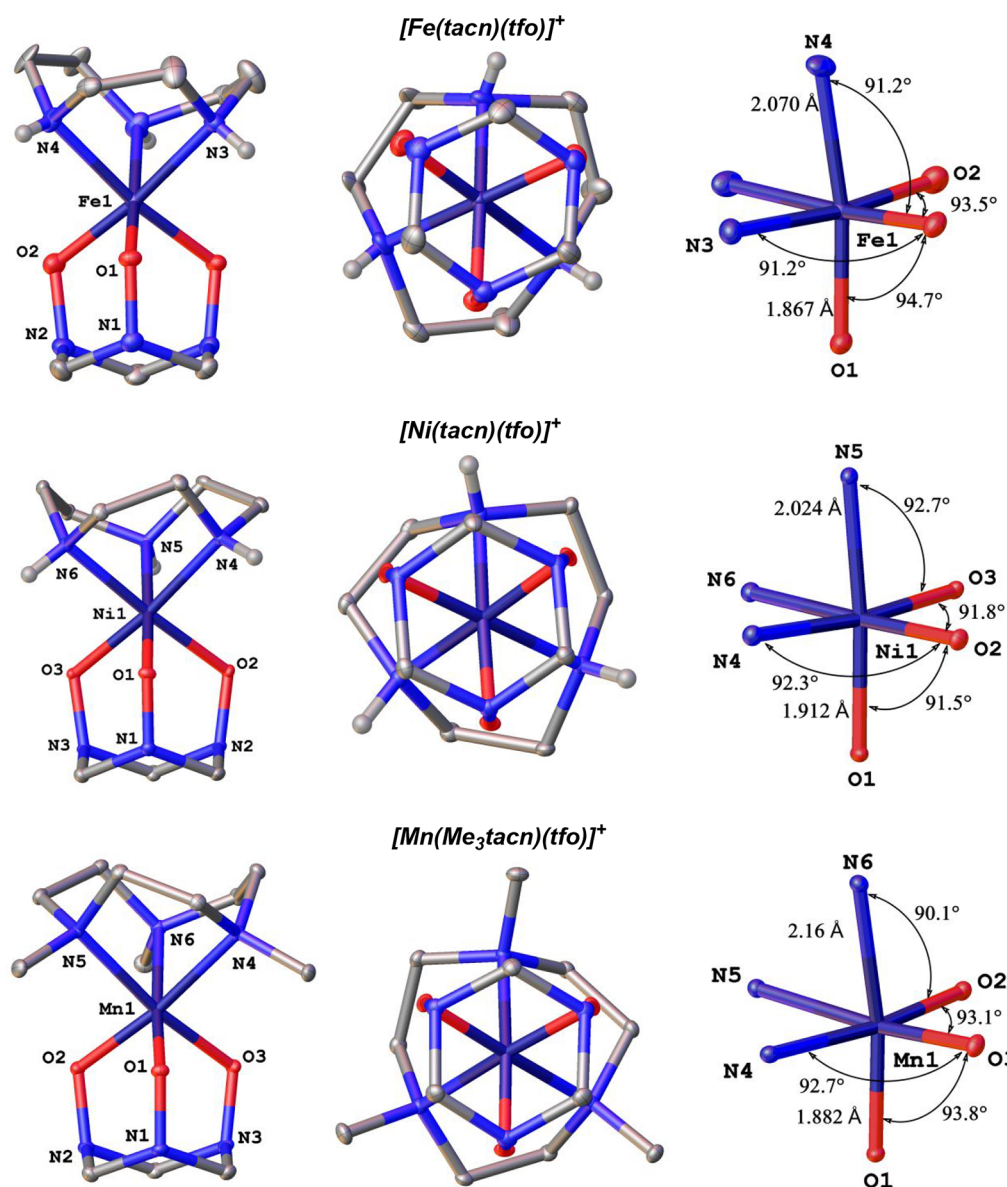 [Fe(tacn)(tfo)]⁺
N4
N3
Fe1
O2
O1
N1
N2
N4
91.2°
2.070 Å
O2
93.5°
N3
Fe1
91.2°
1.867 Å
94.7°
O1
[Ni(tacn)(tfo)]⁺
N5
N6
N4
Ni1
O3
O1
O2
N3
N1
N2
N5
2.024 Å
92.7°
N6
O3
91.8°
N4
Ni1
O2
92.3°
1.912 Å
91.5°
O1
[Mn(Me₃tacn)(tfo)]⁺
N6
N5
N4
Mn1
O2
O1
O3
N1
N2
N3
N6
90.1°
2.16 Å
N5
O2
93.1°
N4
Mn1
92.7°
1.882 Å
93.8°
O1